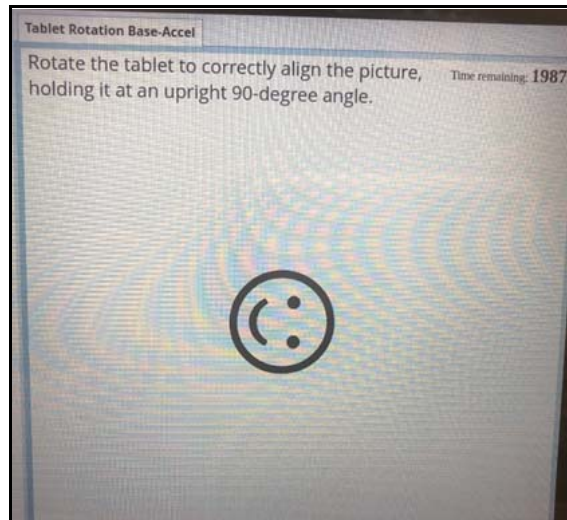 Tablet Rotation Base-Accel
Rotate the tablet to correctly align the picture,
holding it at an upright 90-degree angle.
Time remaining: 1987